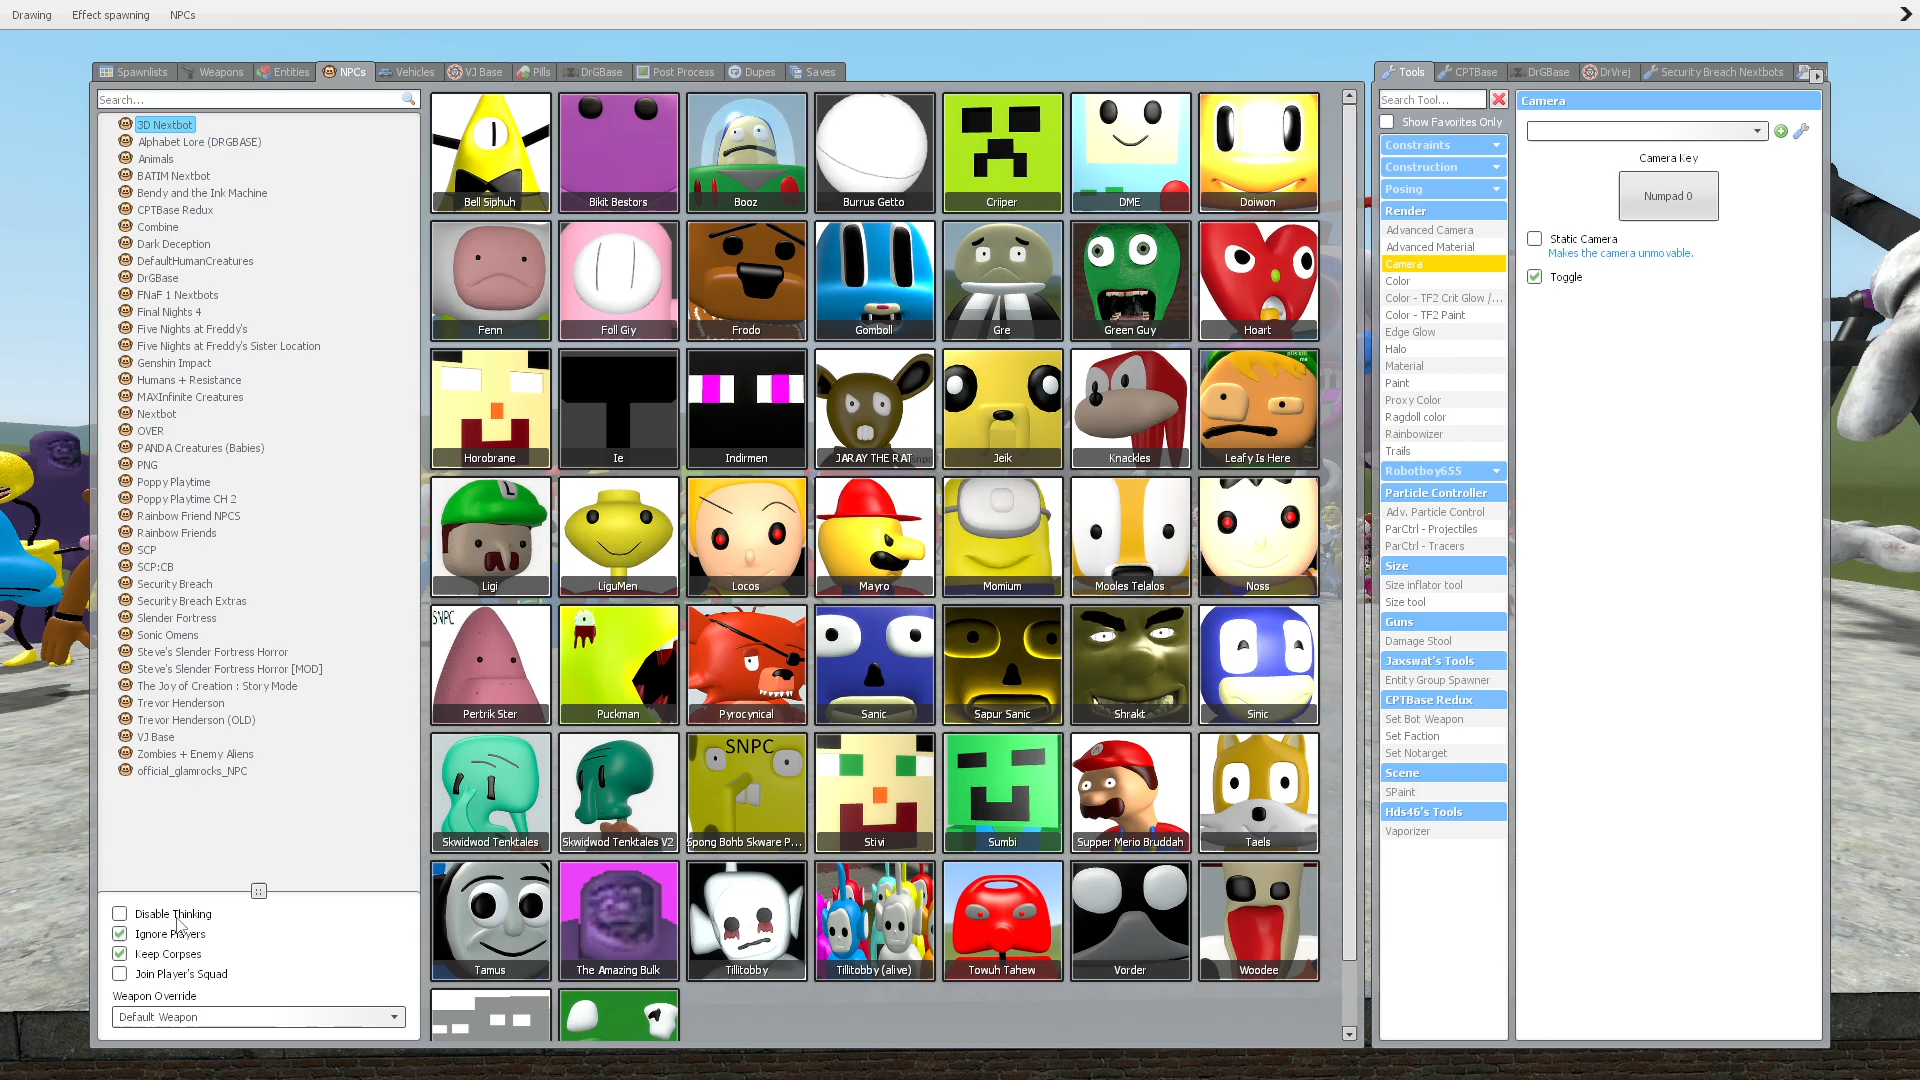 Drawing
Effect spawning
NPCs
Spawnlists
Weapons
Entities
NPCs
Vehicles
VJ Base
Pills
DrGBase
Post Process
Dupes
Saves
Search...
3D Nextbot
Alphabet Lore (DRGBASE)
Animals
BATIM Nextbot
Bendy and the Ink Machine
CPTBase Redux
Combine
Dark Deception
DefaultHumanCreatures
DrGBase
FNaF 1 Nextbots
Final Nights 4
Five Nights at Freddy's
Five Nights at Freddy's Sister Location
Genshin Impact
Humans + Resistance
MAXInfinite Creatures
Nextbot
OVER
PANDA Creatures (Babies)
PNG
Poppy Playtime
Poppy Playtime CH 2
Rainbow Friend NPCS
Rainbow Friends
SCP
SCP:CB
Security Breach
Security Breach Extras
Slender Fortress
Sonic Omens
Steve's Slender Fortress Horror
Steve's Slender Fortress Horror [MOD]
The Joy of Creation : Story Mode
Trevor Henderson
Trevor Henderson (OLD)
VJ Base
Zombies + Enemy Aliens
official_glamrocks_NPC
Disable Thinking
Ignore Players
Keep Corpses
Join Player's Squad
Weapon Override
Default Weapon
Bell Siphuh
Bikit Bestors
Booz
Burrus Getto
Criiper
DME
Doiwon
Fenn
Foll Giy
Frodo
Gomboll
Gre
Green Guy
Hoart
Horobrane
Ie
Indirmen
JARAY THE RAT
Jeik
Knackles
Leafy Is Here
Ligi
LiguMen
Locos
Mayro
Momium
Mooles Telalos
Noss
SNPC
Pertrik Ster
Puckman
Pyrocynical
Sanic
Sapur Sanic
Shrakt
Sinic
Skwidwod Tenktales
Skwidwod Tenktales V2
SNPC
Spong Bohb Skware P...
Stivi
Sumbi
Supper Merio Bruddah
Taels
Tamus
The Amazing Bulk
Tillitobby
Tillitobby (alive)
Towuh Tahew
Vorder
Woodee
Tools
CPTBase
DrGBase
DrVrej
Security Breach Nextbots
Search Tool...
Show Favorites Only
Constraints
Construction
Posing
Render
Advanced Camera
Advanced Material
Camera
Color
Color - TF2 Crit Glow /...
Color - TF2 Paint
Edge Glow
Halo
Material
Paint
Proxy Color
Ragdoll color
Rainbowizer
Trails
Robotboy655
Particle Controller
Adv. Particle Control
ParCtrl - Projectiles
ParCtrl - Tracers
Size
Size inflator tool
Size tool
Guns
Damage Stool
Jaxswat's Tools
Entity Group Spawner
CPTBase Redux
Set Bot Weapon
Set Faction
Set Notarget
Scene
SPaint
Hds46's Tools
Vaporizer
Camera
Camera Key
Numpad 0
Static Camera
Makes the camera unmovable.
Toggle